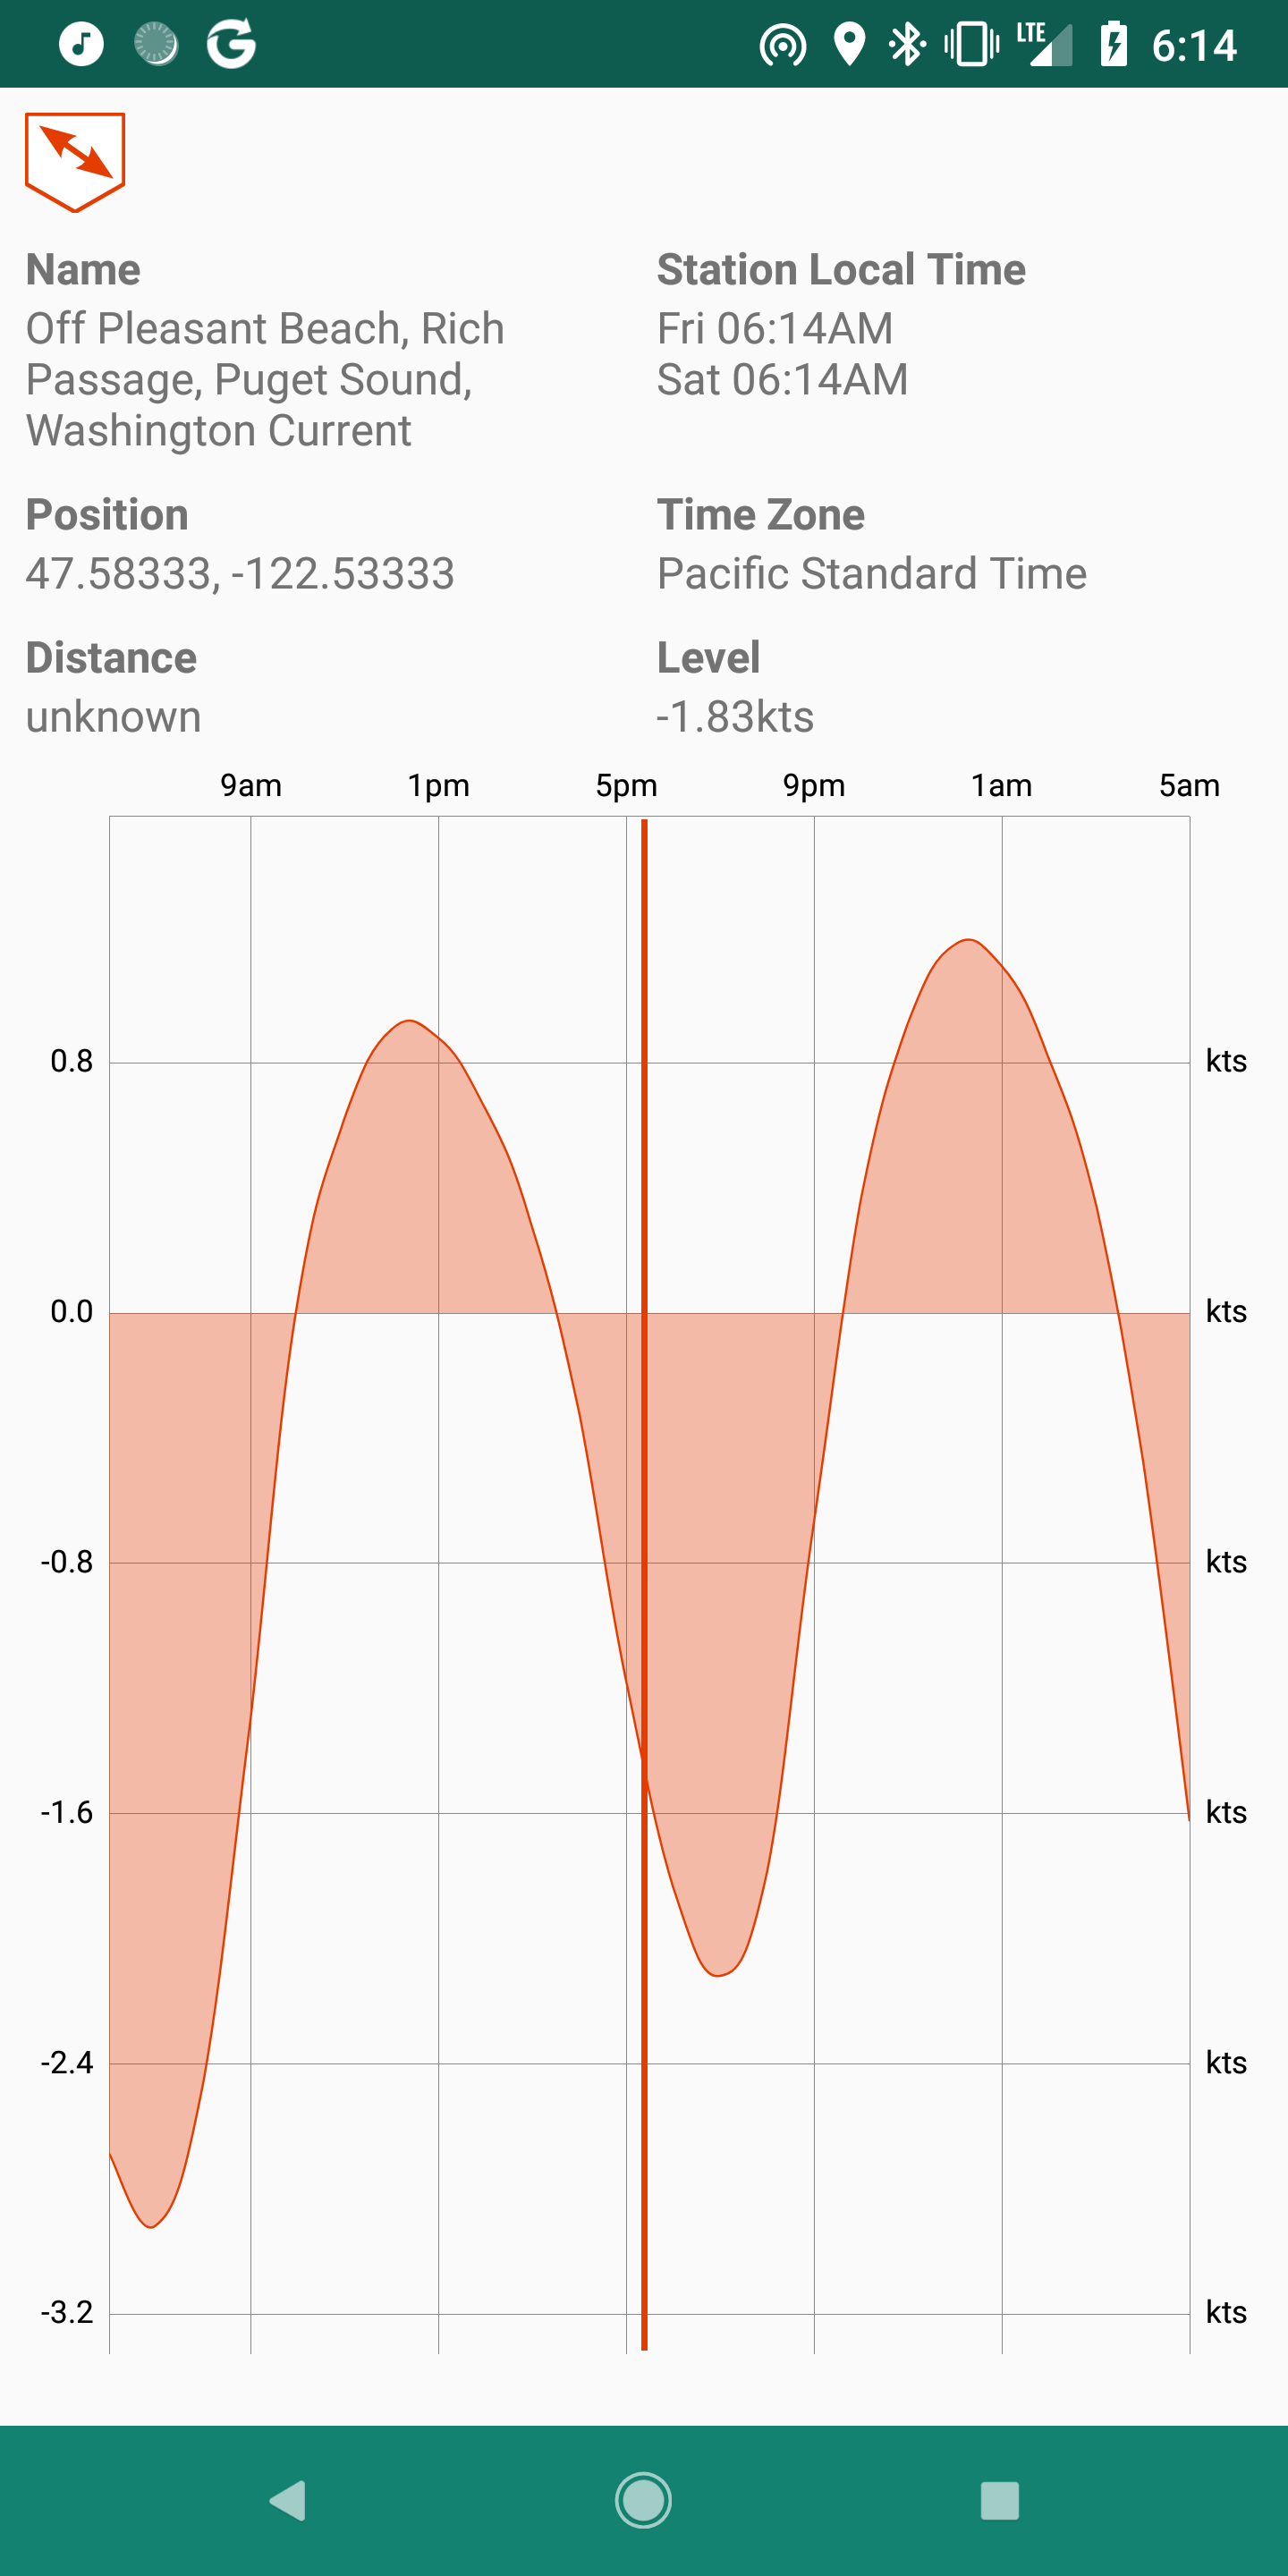 LTE 6:14
Name
Off Pleasant Beach, Rich
Passage, Puget Sound,
Washington Current
Station Local Time
Fri 06:14AM
Sat 06:14AM
Position
47.58333, -122.53333
Time Zone
Pacific Standard Time
Distance
unknown
Level
-1.83kts
9am 1pm 5pm 9pm 1am 5am
0.8 kts
0.0 kts
-0.8 kts
-1.6 kts
-2.4 kts
-3.2 kts